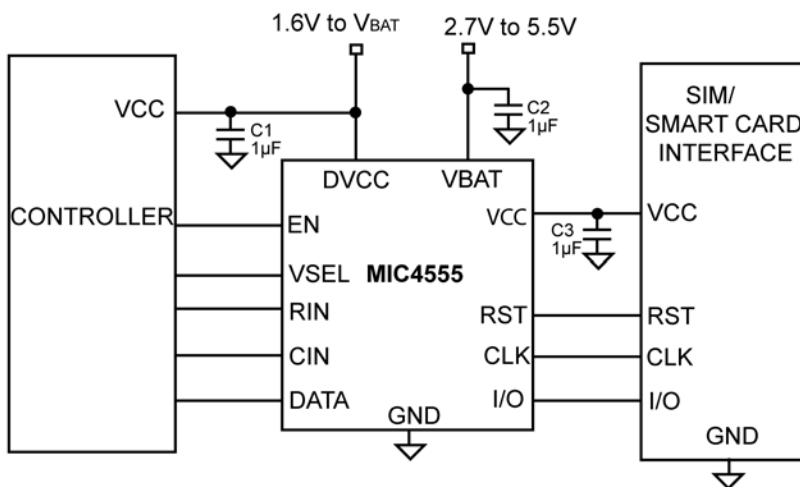 1.6V to VBAT
2.7V to 5.5V
VCC
C1
1µF
C2
1µF
SIM/
SMART CARD
INTERFACE
DVCC
VBAT
CONTROLLER
EN
VCC
C3
1µF
VCC
VSEL
MIC4555
RIN
RST
RST
CIN
CLK
CLK
DATA
I/O
I/O
GND
GND